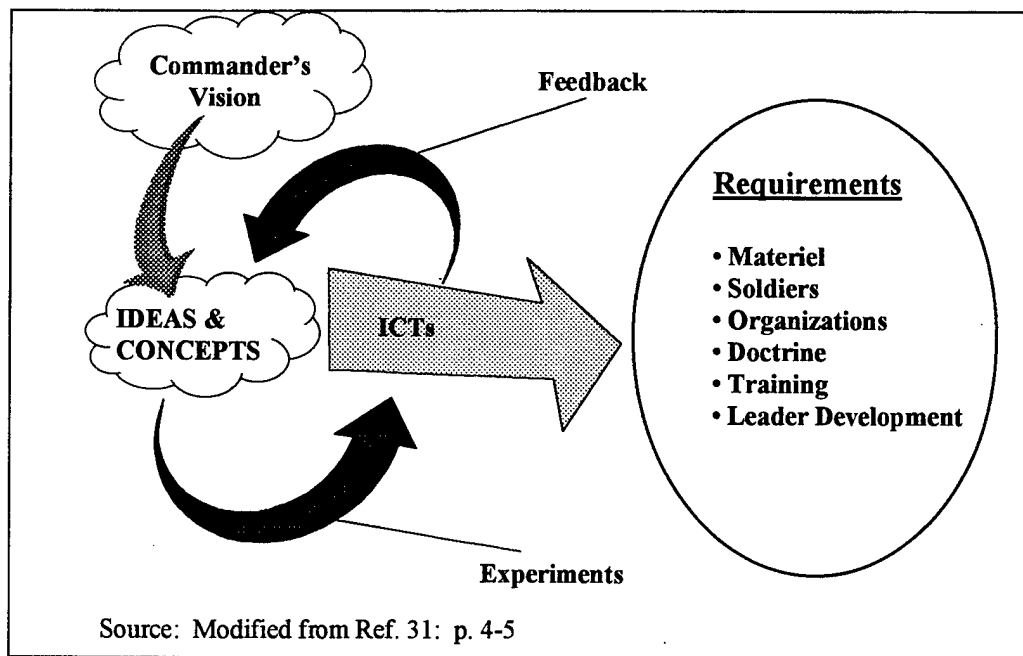 Commander's
Vision
Feedback
IDEAS &
CONCEPTS
ICTs
Requirements
• Materiel
• Soldiers
• Organizations
• Doctrine
• Training
• Leader Development
Experiments
Source: Modified from Ref. 31: p. 4-5